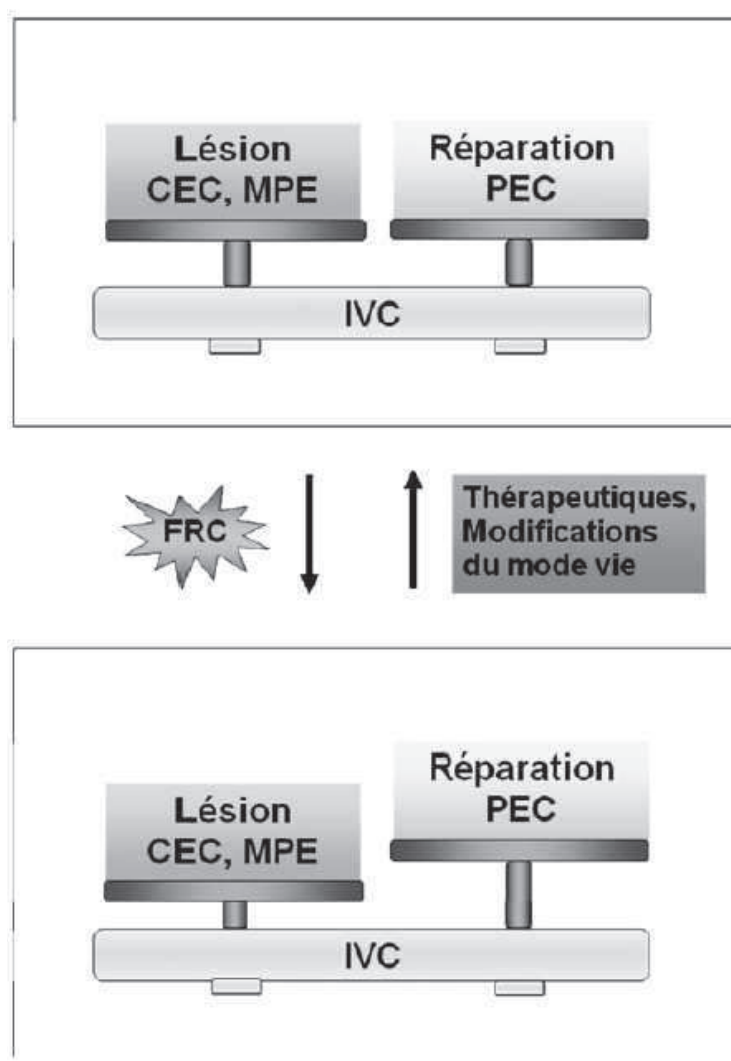 Lésion
CEC, MPE
Réparation
PEC
IVC
FRC
Thérapeutiques,
Modifications
du mode vie
Lésion
CEC, MPE
Réparation
PEC
IVC